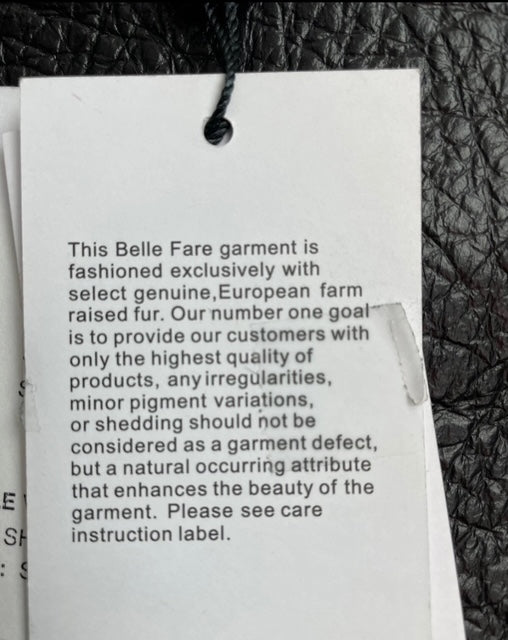 This Belle Fare garment is
fashioned exclusively with
select genuine,European farm
raised fur. Our number one goal
is to provide our customers with
only the highest quality of
products, any irregularities,
minor pigment variations,
or shedding should not be
considered as a garment defect,
but a natural occurring attribute
that enhances the beauty of the
garment. Please see care
instruction label.